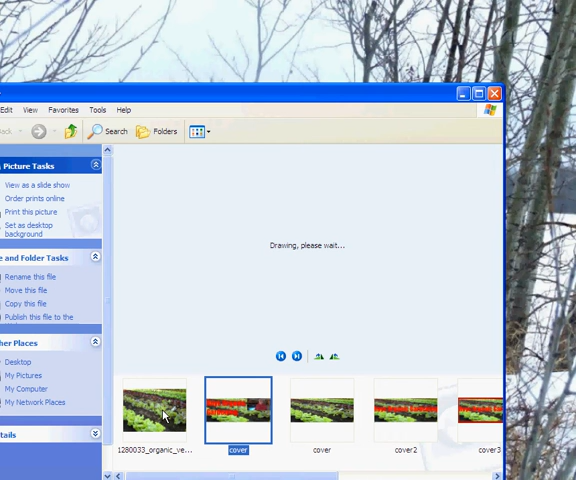 Edit View Favorites Tools Help
Back Search Folders
Picture Tasks
View as a slide show
Order prints online
Print this picture
Set as desktop
background
Drawing, please wait...
e and Folder Tasks
Rename this file
Move this file
Copy this file
Publish this file to the
her Places
Desktop
My Pictures
My Computer
My Network Places
etails
1280033_organic_ve... cover cover cover2 cover3